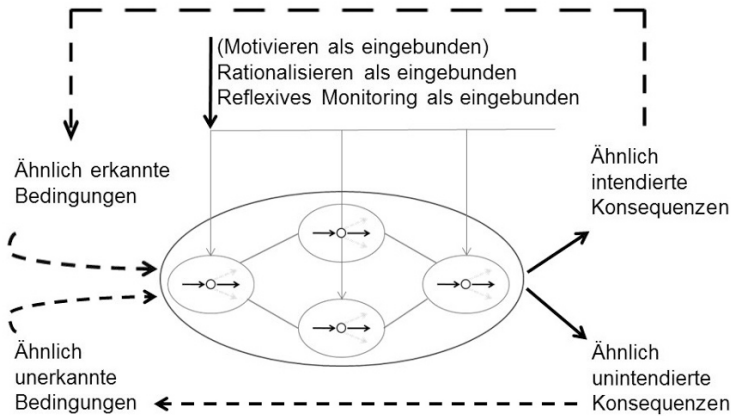 (Motivieren als eingebunden)
Rationalisieren als eingebunden
Reflexives Monitoring als eingebunden
Ähnlich erkannte
Bedingungen
Ähnlich
intendierte
Konsequenzen
Ähnlich
unerkannte
Bedingungen
Ähnlich
unintendierte
Konsequenzen